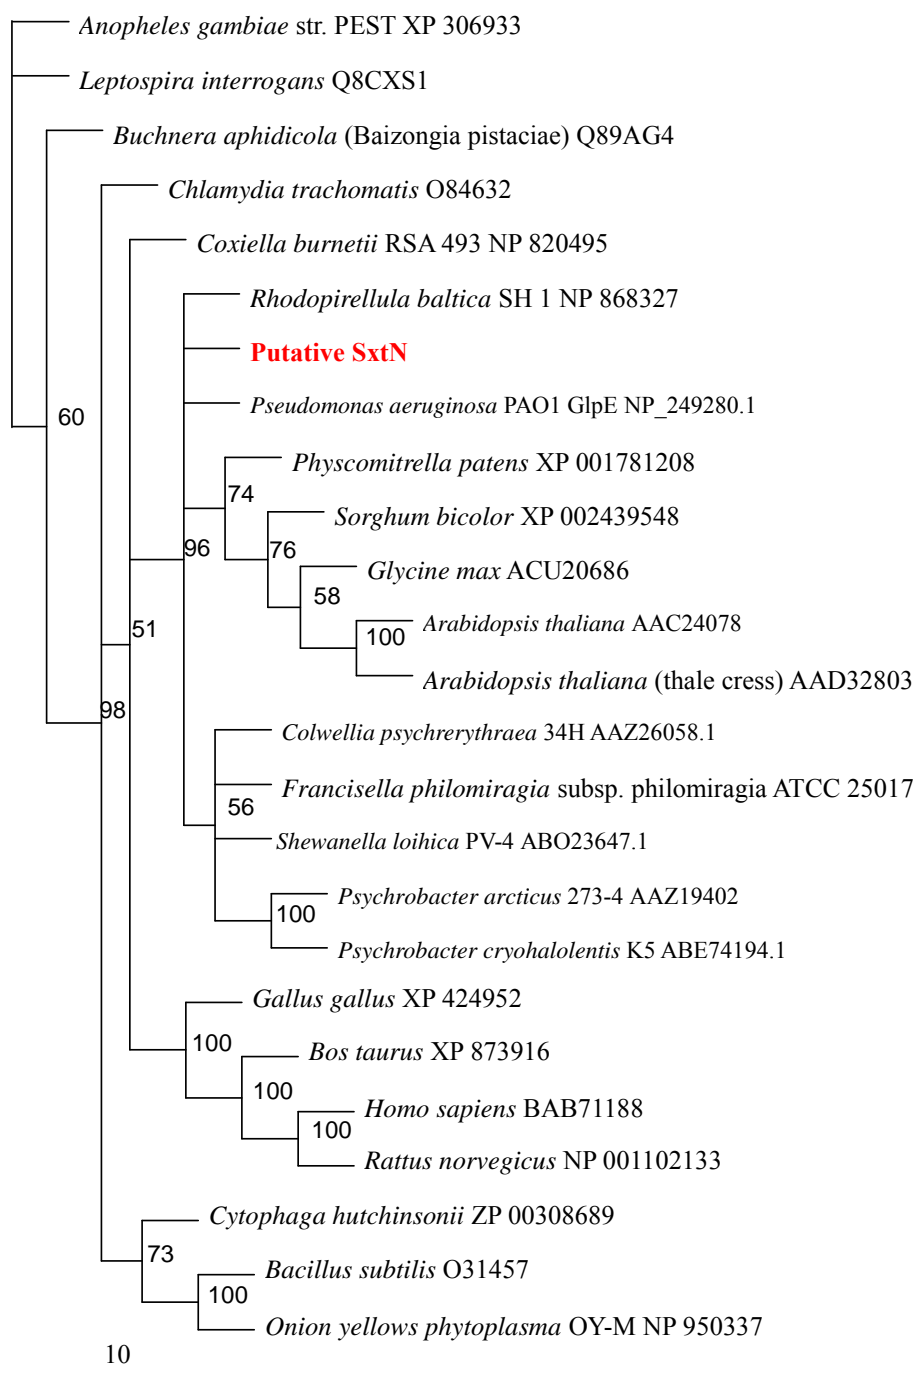 Anopheles gambiae str. PEST XP 306933
Leptospira interrogans Q8CXS1
Buchnera aphidicola (Baizongia pistaciae) Q89AG4
Chlamydia trachomatis O84632
Coxiella burnetii RSA 493 NP 820495
Rhodopirellula baltica SH 1 NP 868327
Putative SxtN
Pseudomonas aeruginosa PAO1 GlpE NP_249280.1
60
Physcomitrella patens XP 001781208
74
Sorghum bicolor XP 002439548
96
76
Glycine max ACU20686
58
Arabidopsis thaliana AAC24078
51
100
Arabidopsis thaliana (thale cress) AAD32803
98
Colwellia psychrerythraea 34H AAZ26058.1
Francisella philomiragia subsp. philomiragia ATCC 25017
56
Shewanella loihica PV-4 ABO23647.1
Psychrobacter arcticus 273-4 AAZ19402
100
Psychrobacter cryohalolentis K5 ABE74194.1
Gallus gallus XP 424952
100
Bos taurus XP 873916
100
Homo sapiens BAB71188
100
Rattus norvegicus NP 001102133
Cytophaga hutchinsonii ZP 00308689
73
Bacillus subtilis O31457
100
Onion yellows phytoplasma OY-M NP 950337
10